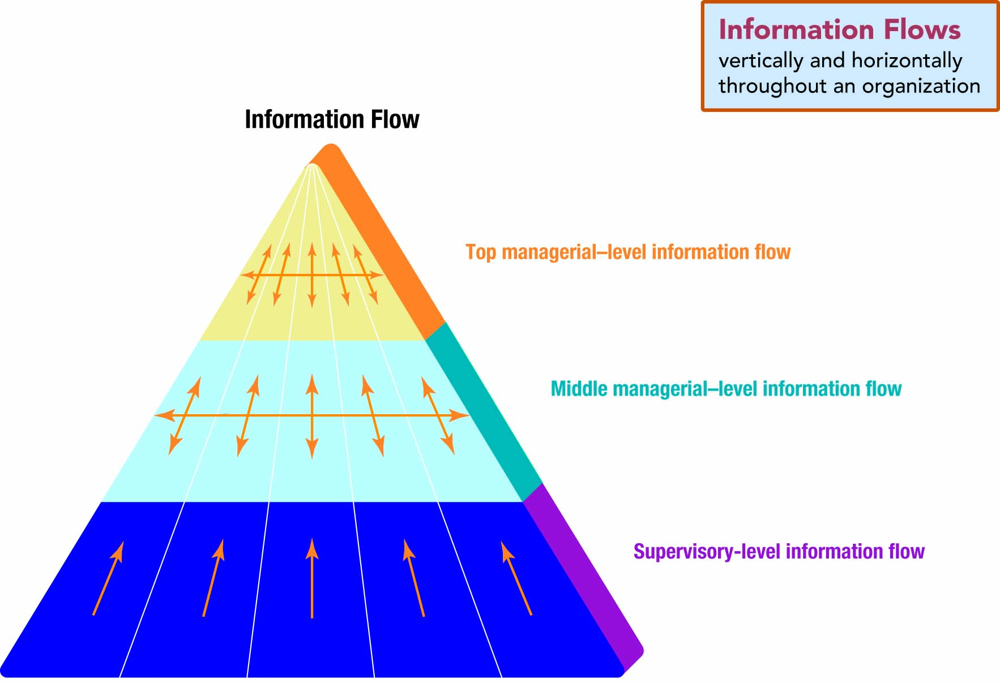 Information Flows
vertically and horizontally
throughout an organization
Information Flow
Top managerial–level information flow
Middle managerial–level information flow
Supervisory-level information flow